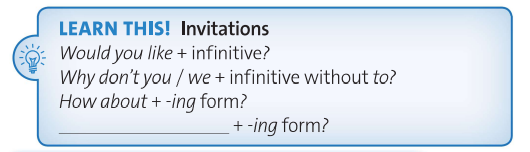 LEARN THIS! Invitations
Would you like + infinitive?
Why don't you / we + infinitive without to?
How about + -ing form?
____________________ + -ing form?